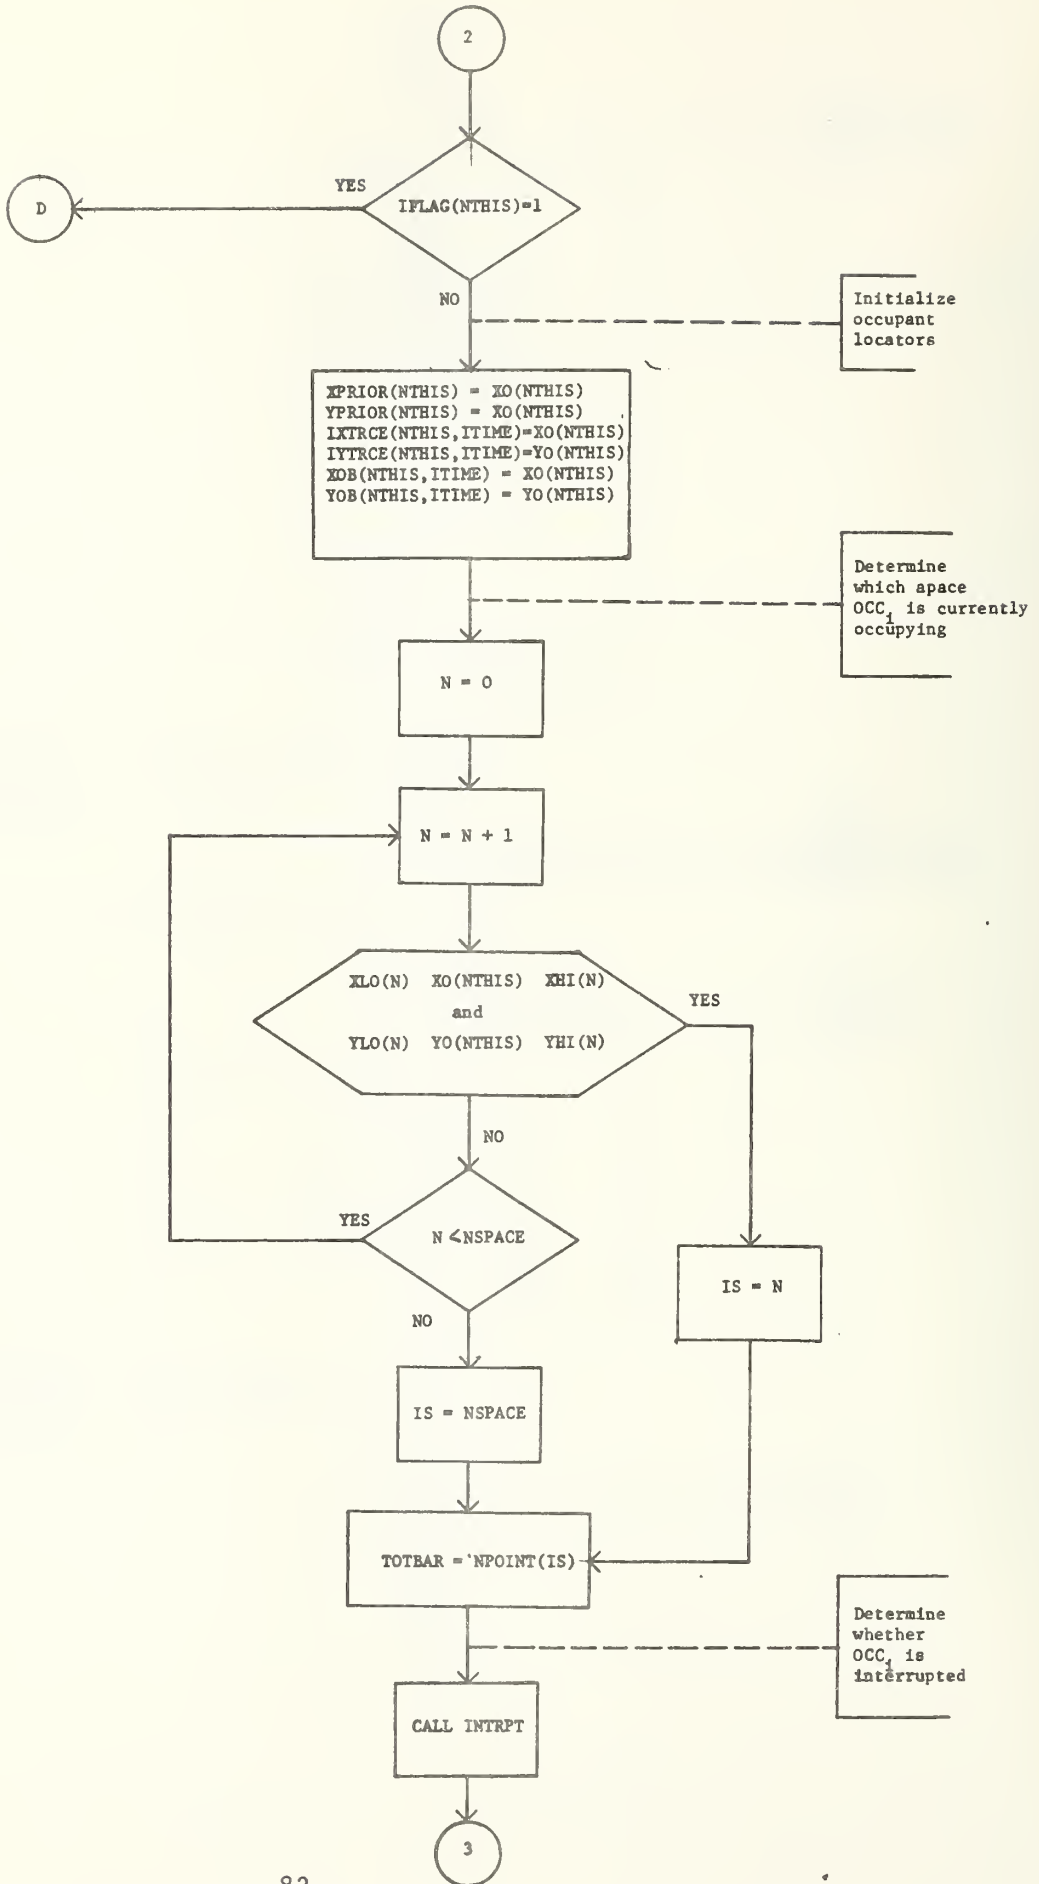 2
YES
D
IFLAG(NTHIS)=1
NO
Initialize
occupant
locators
XPRIOR(NTHIS) = XO(NTHIS)
YPRIOR(NTHIS) = XO(NTHIS)
IXTRCE(NTHIS,ITIME)=XO(NTHIS)
IYTRCE(NTHIS,ITIME)=YO(NTHIS)
XOB(NTHIS,ITIME) = XO(NTHIS)
YOB(NTHIS,ITIME) = YO(NTHIS)
Determine
which apace
OCCi is currently
occupying
N = 0
N = N + 1
XLO(N) XO(NTHIS) XHI(N)
and
YLO(N) YO(NTHIS) YHI(N)
YES
NO
YES
N <NSPACE
IS = N
NO
IS = NSPACE
TOTBAR = NPOINT(IS)
Determine
whether
OCCi is
interrupted
CALL INTRPT
3